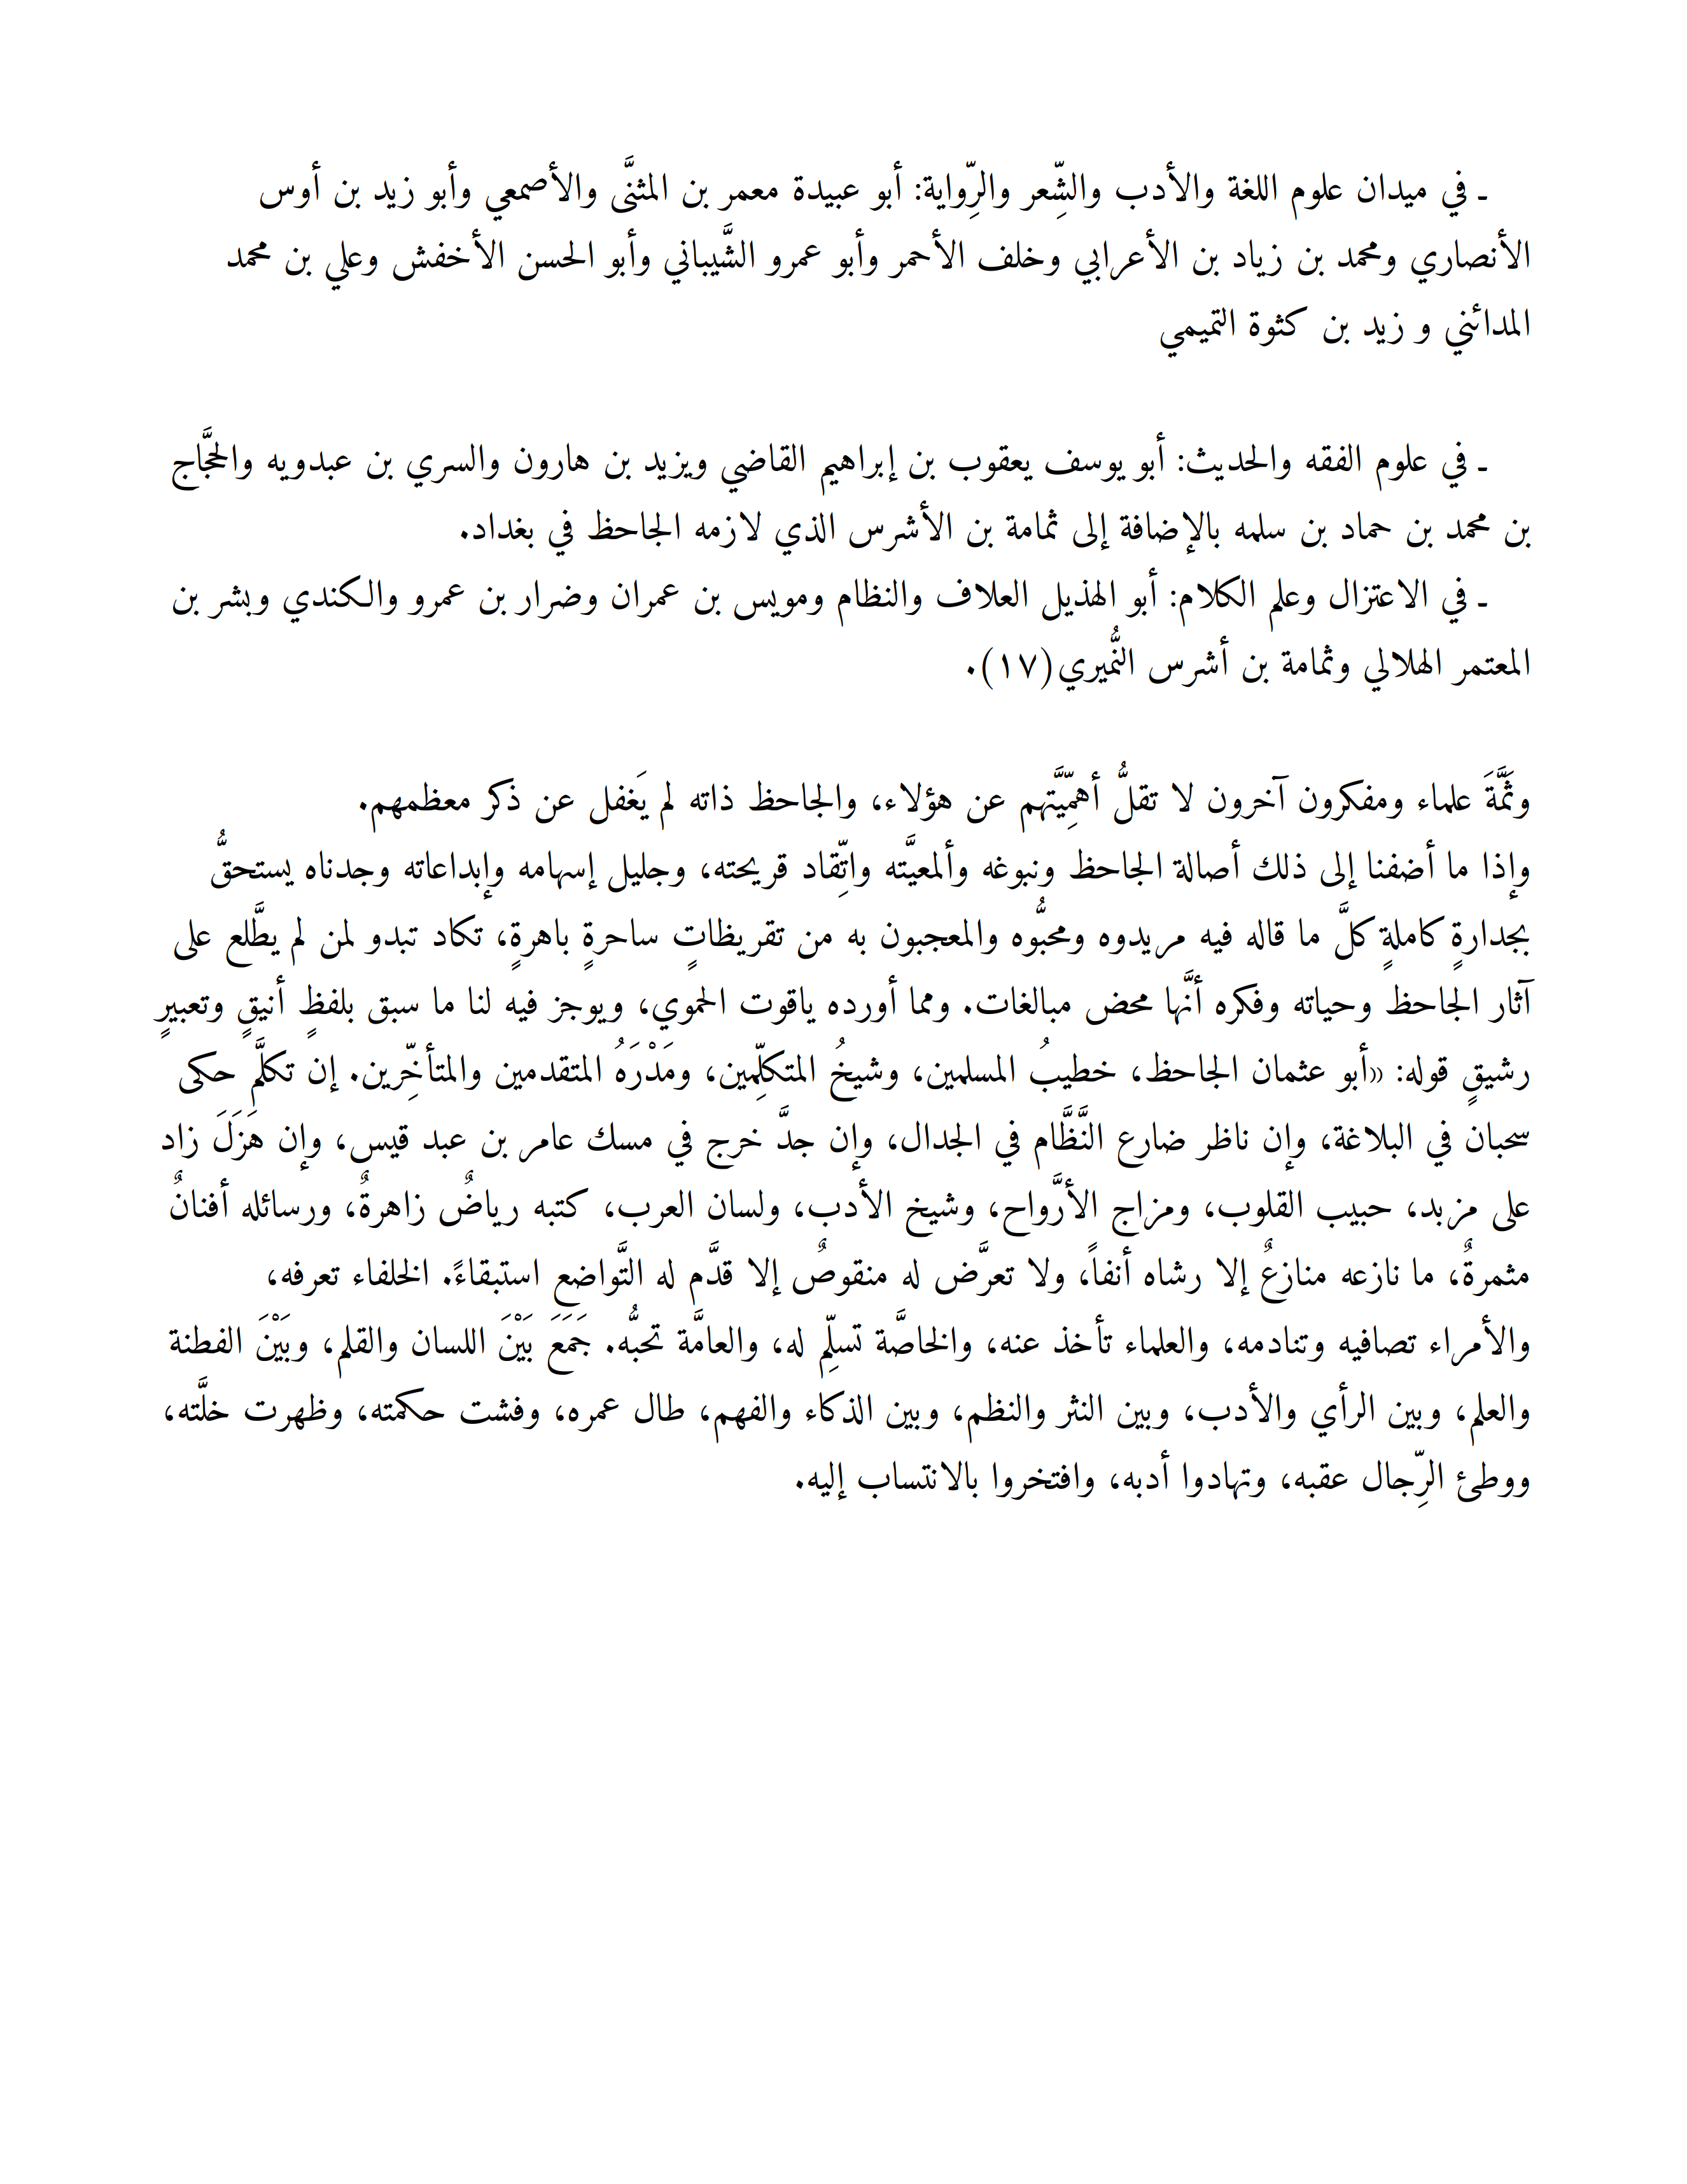 ـ في ميدان علوم اللغة والأدب والشِّعر والرِّواية: أبو عبيدة معمر بن المثنَّى والأصمعي وأبو زيد بن أوس
الأنصاري ومحمد بن زياد بن الأعرابي وخلف الأحمر وأبو عمرو الشَّيباني وأبو الحسن الأخفش وعلي بن محمد
المدائني و زيد بن كثوة التميمي
ـ في علوم الفقه والحديث: أبو يوسف يعقوب بن إبراهيم القاضي ويزيد بن هارون والسري بن عبدويه والحجَّاج
بن محمد بن حماد بن سلمه بالإضافة إلى ثمامة بن الأشرس الذي لازمه الجاحظ في بغداد.
ـ في الاعتزال وعلم الكلام: أبو الهذيل العلاف والنظام ومويس بن عمران وضرار بن عمرو والكندي وبشر بن
المعتمر الهلالي وثمامة بن أشرس النُّميري(١٧).
وثَمَّةَ علماء ومفكرون آخرون لا تقلُّ أهمِّيَّتهم عن هؤلاء، والجاحظ ذاته لم يَغفل عن ذكر معظمهم.
وإذا ما أضفنا إلى ذلك أصالة الجاحظ ونبوغه وألمعيَّته واتِّقاد قريحته، وجليل إسهامه وإبداعاته وجدناه يستحقُّ
بجدارةٍ كاملةٍ كلَّ ما قاله فيه مريدوه ومحبُّوه والمعجبون به من تقريظاتٍ ساحرةٍ باهرةٍ، تكاد تبدو لمن لم يطَّلع على
آثار الجاحظ وحياته وفكره أنَّها محض مبالغات. ومما أورده ياقوت الحموي، ويوجز فيه لنا ما سبق بلفظٍ أنيقٍ وتعبيرٍ
رشيقٍ قوله: «أبو عثمان الجاحظ، خطيبُ المسلمين، وشيخُ المتكلِّمين، ومَدْرَهُ المتقدمين والمتأخِّرين. إن تكلَّم حكى
سحبان في البلاغة، وإن ناظر ضارع النَّظَّام في الجدال، وإن جدَّ خرج في مسك عامر بن عبد قيس، وإن هَزَلَ زاد
على مزبد، حبيب القلوب، ومزاج الأرَّواح، وشيخ الأدب، ولسان العرب، كتبه رياضٌ زاهرةٌ، ورسائله أفنانٌ
مثمرةٌ، ما نازعه منازعٌ إلا رشاه أنفاً، ولا تعرَّض له منقوصٌ إلا قدَّم له التَّواضع استبقاءً. الخلفاء تعرفه،
والأمراء تصافيه وتنادمه، والعلماء تأخذ عنه، والخاصَّة تسلِّم له، والعامَّة تحبُّه. جَمَعَ بَيْنَ اللسان والقلم، وبَيْنَ الفطنة
والعلم، وبين الرأي والأدب، وبين النثر والنظم، وبين الذكاء والفهم، طال عمره، وفشت حكمته، وظهرت خلَّته،
ووطئ الرِّجال عقبه، وتهادوا أدبه، وافتخروا بالانتساب إليه.